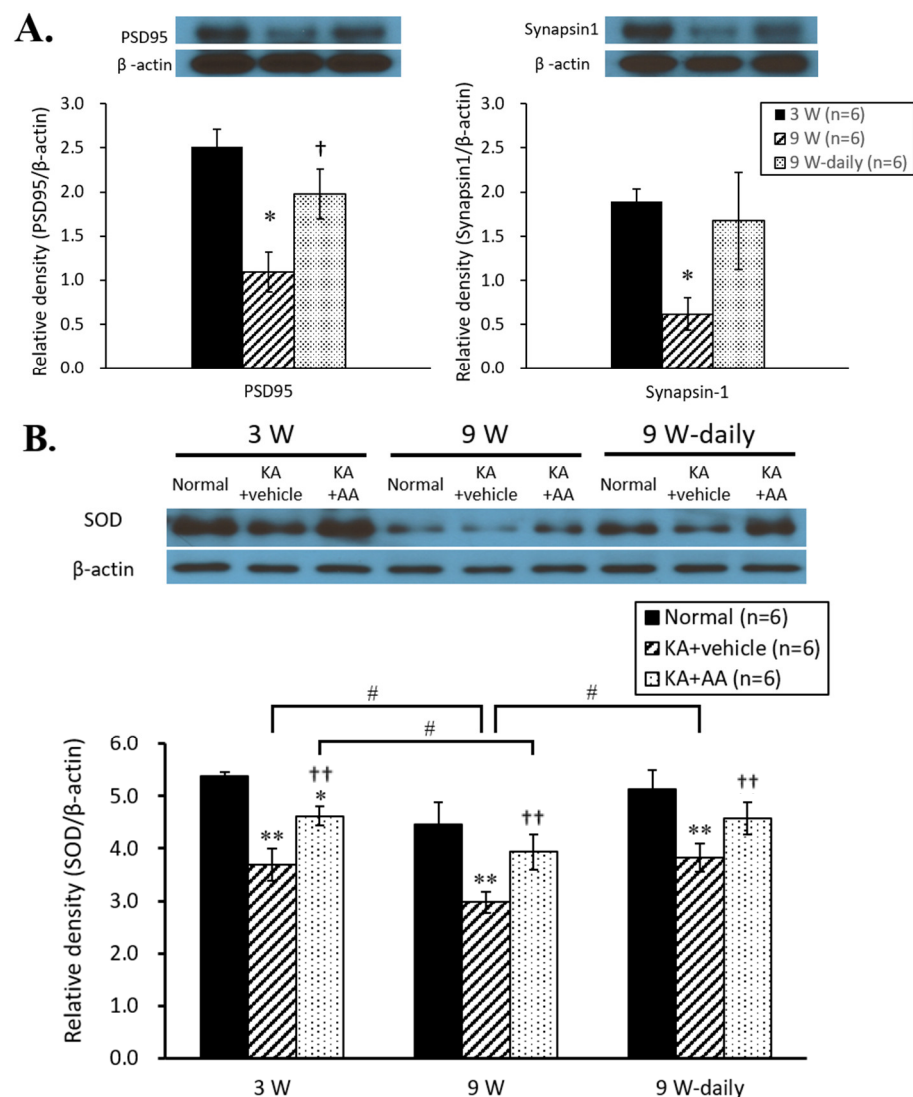 A.
PSD95
β -actin
Synapsin1
β -actin
Relative density (PSD95/β-actin)
3.0
2.5
2.0
1.5
1.0
0.5
0.0
*
†
PSD95
Relative density (Synapsin1/β-actin)
3.0
2.5
2.0
1.5
1.0
0.5
0.0
*
Synapsin-1
3 W (n=6)
9 W (n=6)
9 W-daily (n=6)
B.
3 W 9 W 9 W-daily
Normal KA +vehicle KA +AA Normal KA +vehicle KA +AA Normal KA +vehicle KA +AA
SOD
β-actin
Normal (n=6)
KA+vehicle (n=6)
KA+AA (n=6)
# #
#
Relative density (SOD/β-actin)
6.0
5.0
4.0
3.0
2.0
1.0
0.0
**
††
*
**
††
**
††
3 W 9 W 9 W-daily